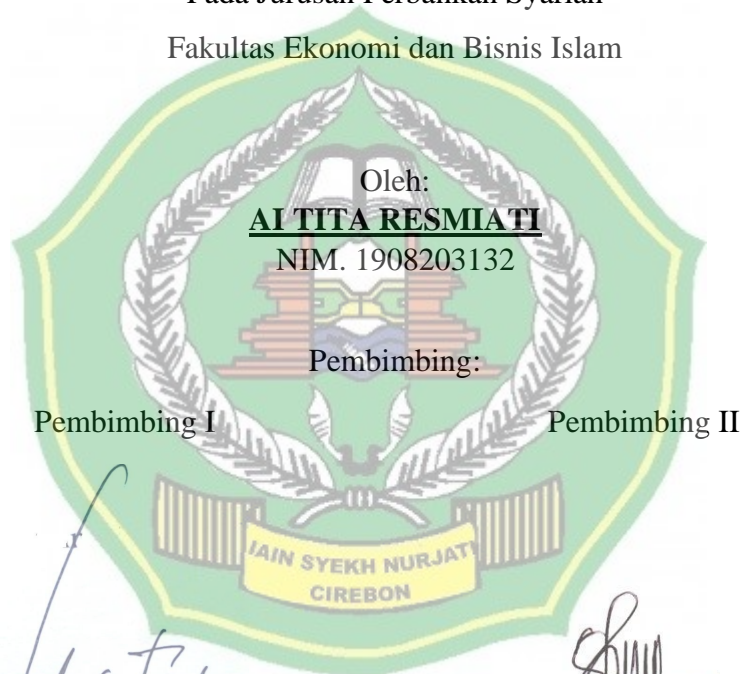 Pada Jurusan Perbankan Syariah
Fakultas Ekonomi dan Bisnis Islam
Oleh:
AI TITA RESMIATI
NIM. 1908203132
Pembimbing:
Pembimbing I
Pembimbing II
IAIN SYEKH NURJATI
CIREBON